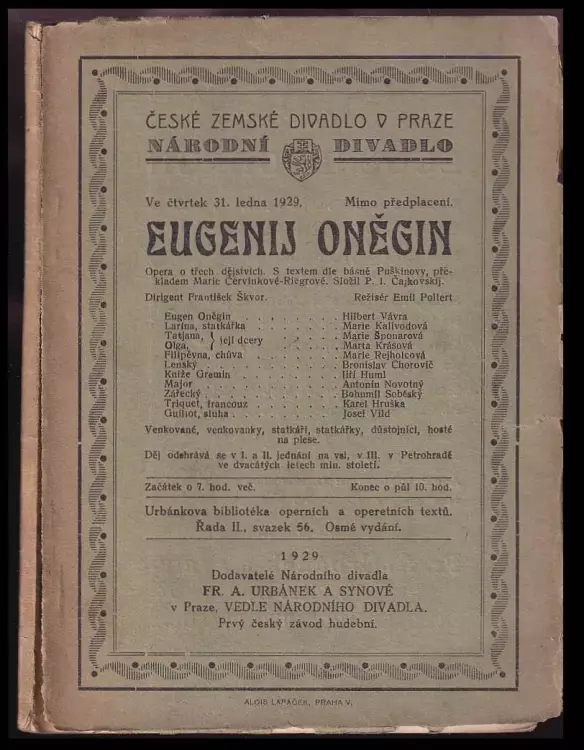 ČESKÉ ZEMSKÉ DIVADLO V PRAZE
NÁRODNÍ DIVADLO
Ve čtvrtek 31. ledna 1929. Mimo předplacení.
EUGENIJ ONĚGIN
Opera o třech dějstvích. S textem dle básně Puškinovy, pře-
kladem Marie Červinkové-Riegrové. Složil P. I. Čajkovskij.
Dirigent František Škvor. Režisér Emil Pollert
Eugen Oněgin . . . . . . Hilbert Vávra
Larina, statkářka . . . . . Marie Kalivodová
Tatjana, } její dcery . . . . Marie Šponarová
Olga, . . . . Marta Krásová
Filipěvna, chůva . . . . . Marie Rejholcová
Lenský . . . . . . . . Bronislav Chorovič
Kníže Gremin . . . . . . Jiří Huml
Major . . . . . . . . Antonín Novotný
Zářecký . . . . . . . . Bohumil Soběský
Triquet, francouz . . . . . Karel Hruška
Guillot, sluha . . . . . . Josef Vild
Venkované, venkovanky, statkáři, statkářky, důstojníci, hosté
na plese.
Děj odehrává se v I. a II. jednání na vsi, v III. v Petrohradě
ve dvacátých letech min. století.
Začátek o 7. hod. več. Konec o půl 10. hod.
Urbánkova bibliotéka operních a operetních textů.
Řada II., svazek 56. Osmé vydání.
1929
Dodavatelé Národního divadla
FR. A. URBÁNEK A SYNOVÉ
v Praze, VEDLE NÁRODNÍHO DIVADLA.
Prvý český závod hudební.
ALOIS LAPÁČEK, PRAHA V.